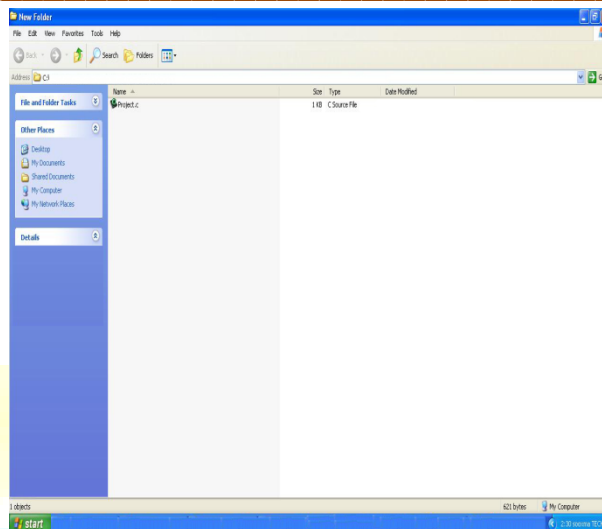 New Folder
File Edit View Favorites Tools Help
Back Search Folders
Address C:\
Name Size Type Date Modified
Project.c 1 KB C Source File
File and Folder Tasks
Other Places
Desktop
My Documents
Shared Documents
My Computer
My Network Places
Details
1 objects 621 bytes My Computer
start 2:30